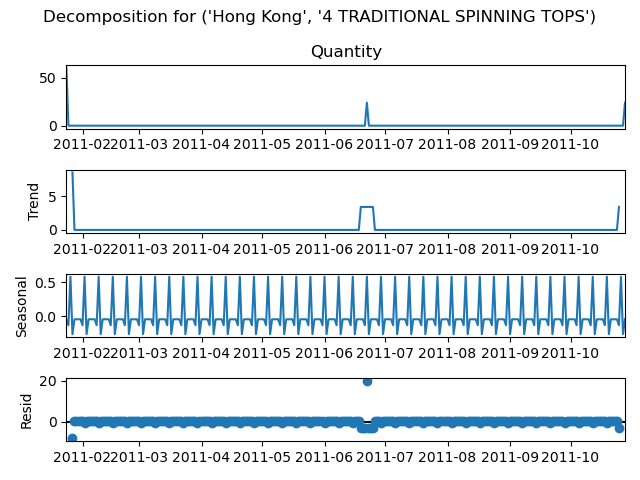 Decomposition for ('Hong Kong', '4 TRADITIONAL SPINNING TOPS')
Quantity
50
0
2011-02 2011-03 2011-04 2011-05 2011-06 2011-07 2011-08 2011-09 2011-10
Trend
5
0
2011-02 2011-03 2011-04 2011-05 2011-06 2011-07 2011-08 2011-09 2011-10
Seasonal
0.5
0.0
2011-02 2011-03 2011-04 2011-05 2011-06 2011-07 2011-08 2011-09 2011-10
Resid
20
0
2011-02 2011-03 2011-04 2011-05 2011-06 2011-07 2011-08 2011-09 2011-10